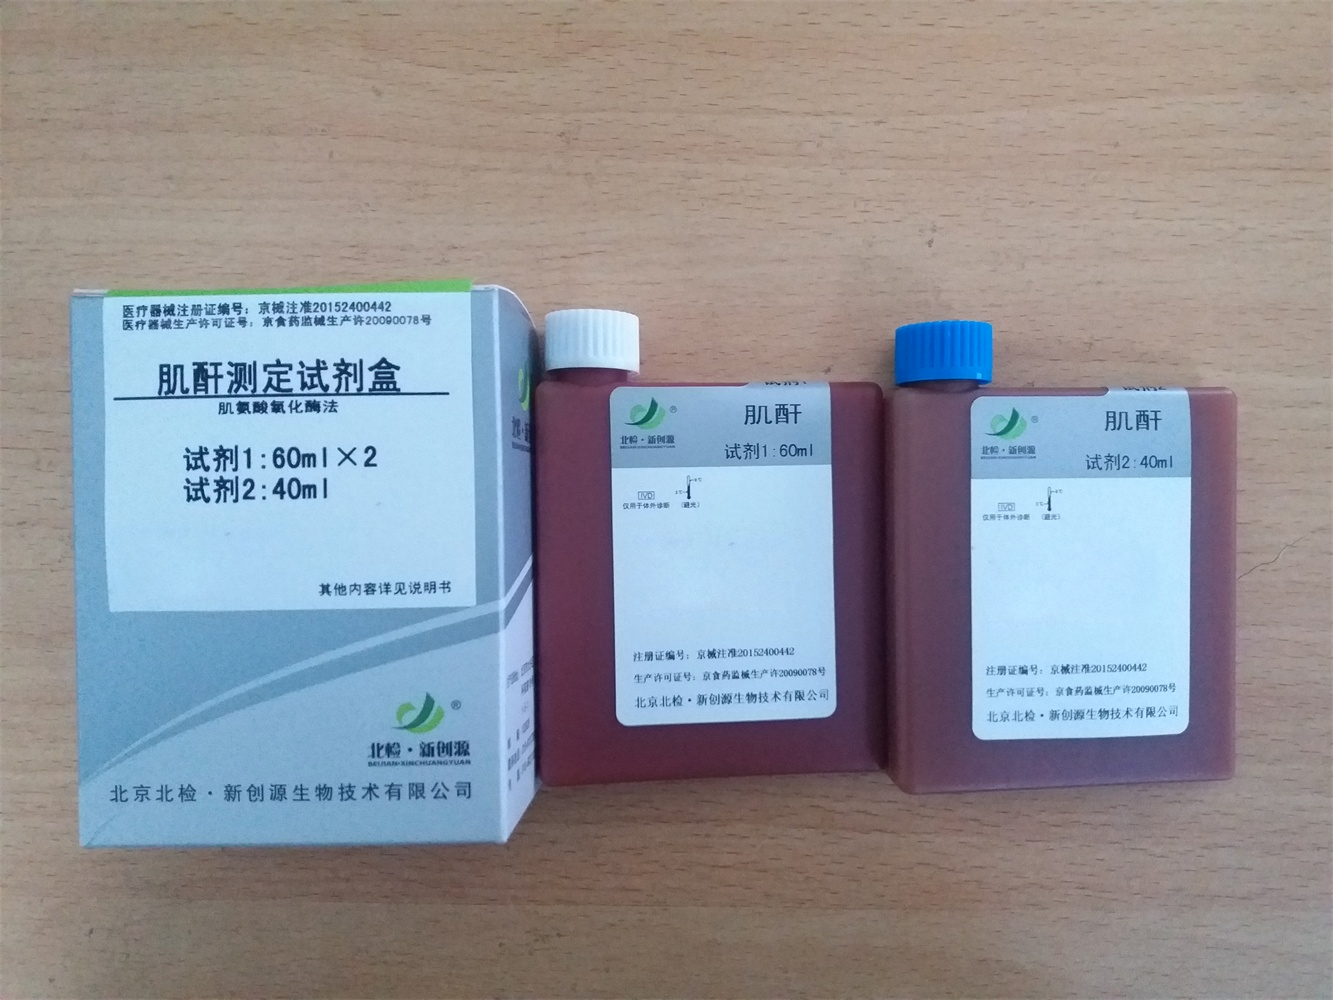 医疗器械注册证编号：京械注准20152400442
医疗器械生产许可证号：京食药监械生产许20090078号
肌酐测定试剂盒
肌氨酸氧化酶法
试剂1:60ml×2
试剂2:40ml
其他内容详见说明书
®
北检·新创源
BEIJIAN·XINCHUANGYUAN
北京北检·新创源生物技术有限公司
试剂1
®
北检·新创源
BEIJIAN·XINCHUANGYUAN
肌酐
试剂1:60ml
IVD
仅用于体外诊断
(避光)
注册证编号：京械注准20152400442
生产许可证号：京食药监械生产许20090078号
北京北检·新创源生物技术有限公司
试剂2
®
北检·新创源
BEIJIAN·XINCHUANGYUAN
肌酐
试剂2:40ml
IVD
仅用于体外诊断
(避光)
注册证编号：京械注准20152400442
生产许可证号：京食药监械生产许20090078号
北京北检·新创源生物技术有限公司